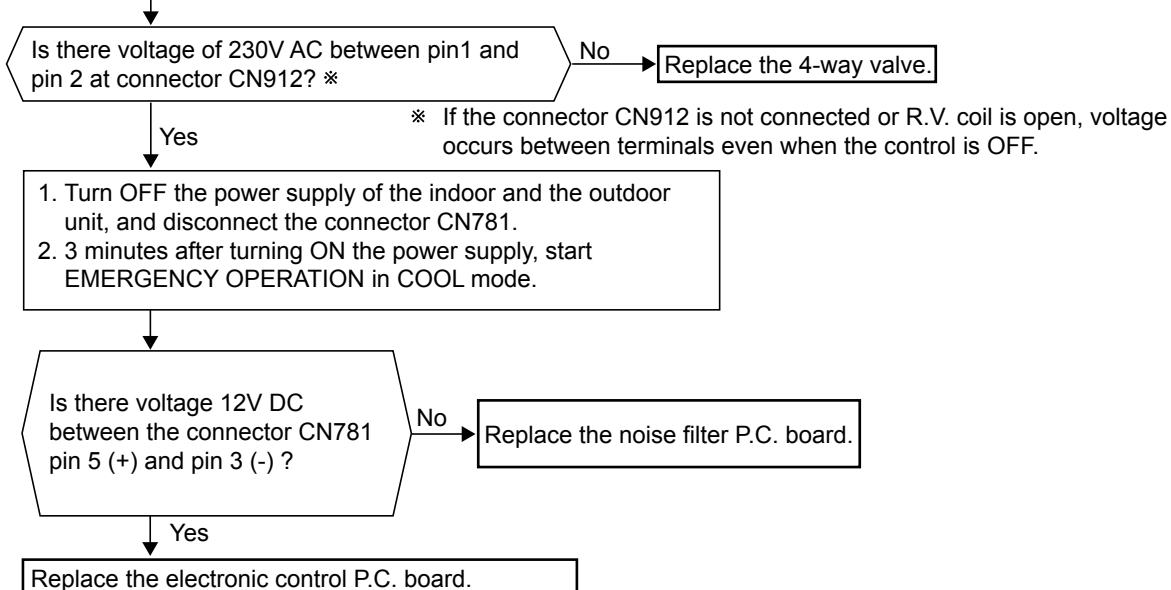 Is there voltage of 230V AC between pin1 and
pin 2 at connector CN912? ※
No
Replace the 4-way valve.
※ If the connector CN912 is not connected or R.V. coil is open, voltage
occurs between terminals even when the control is OFF.
Yes
1. Turn OFF the power supply of the indoor and the outdoor
unit, and disconnect the connector CN781.
2. 3 minutes after turning ON the power supply, start
EMERGENCY OPERATION in COOL mode.
Is there voltage 12V DC
between the connector CN781
pin 5 (+) and pin 3 (-) ?
No
Replace the noise filter P.C. board.
Yes
Replace the electronic control P.C. board.